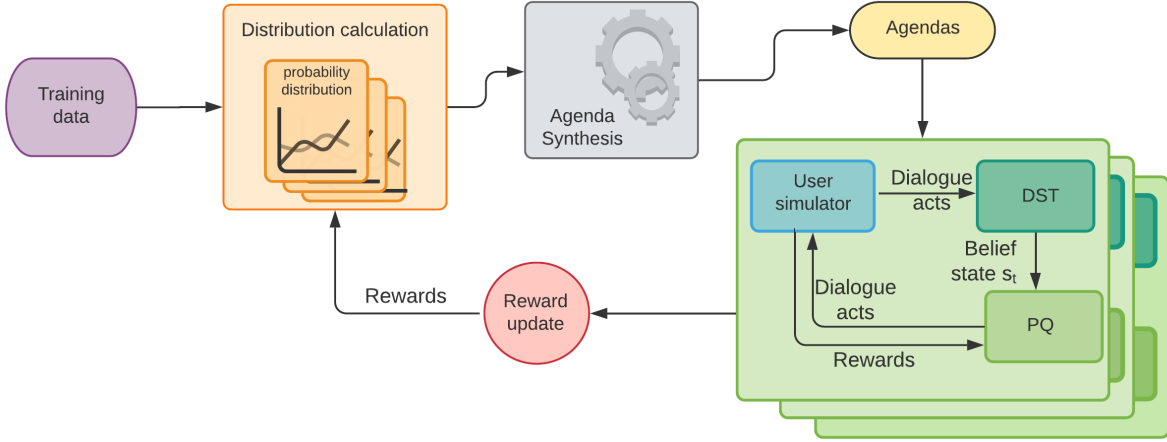 Training
data
Distribution calculation
probability
distribution
Agenda
Synthesis
Agendas
User
simulator
Dialogue
acts
DST
Belief
state sₜ
Dialogue
acts
PQ
Rewards
Reward
update
Rewards